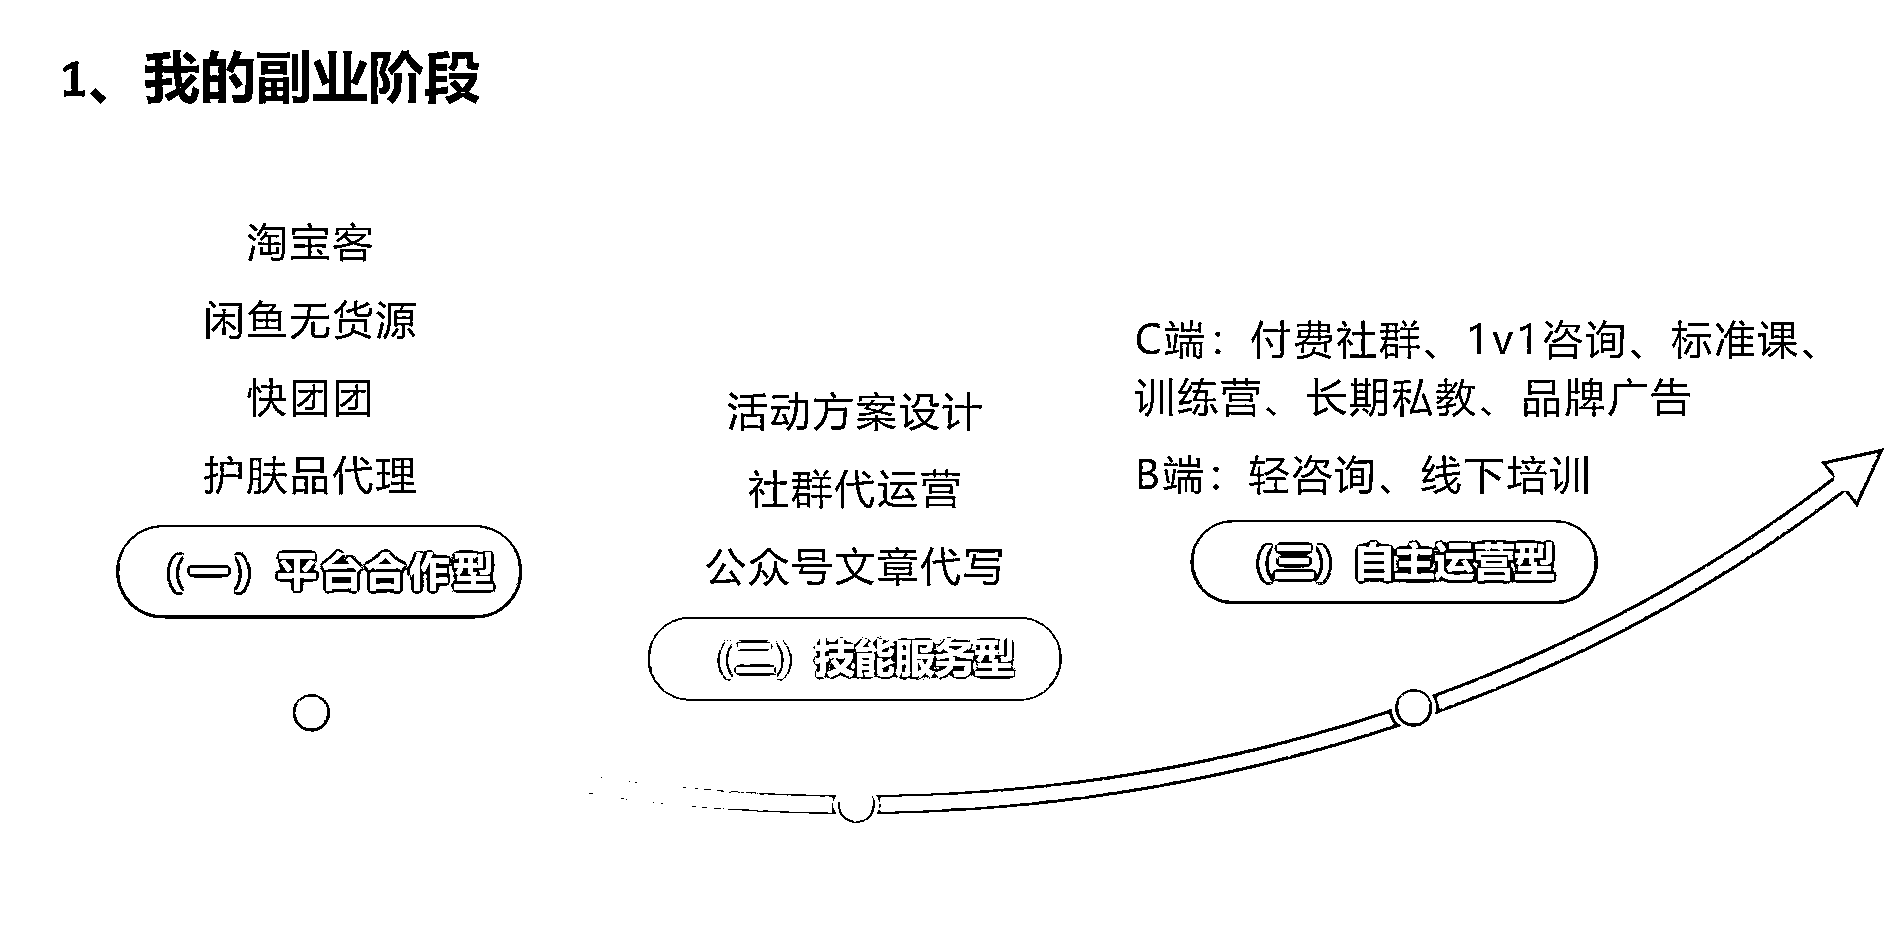 1、我的副业阶段
淘宝客
闲鱼无货源
快团团
护肤品代理
（一）平台合作型
活动方案设计
社群代运营
公众号文章代写
（二）技能服务型
C端：付费社群、1v1咨询、标准课、
训练营、长期私教、品牌广告
B端：轻咨询、线下培训
（三）自主运营型